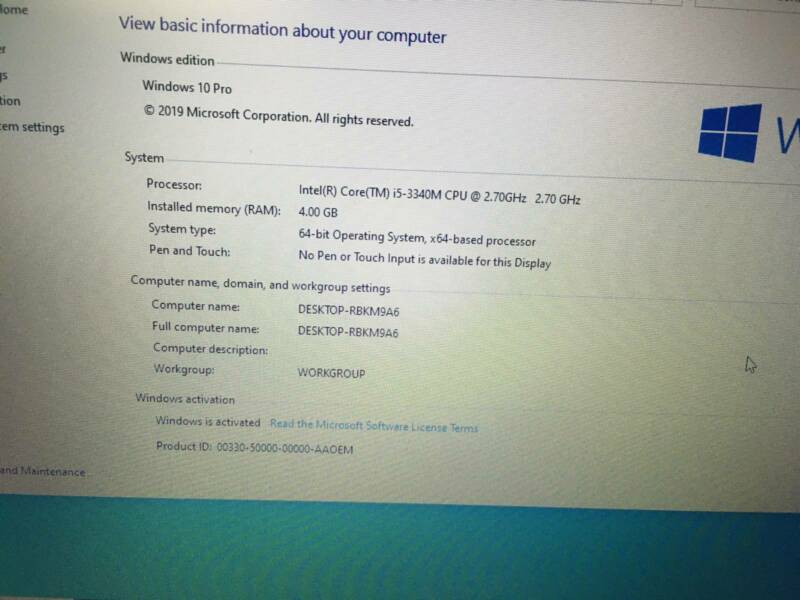 View basic information about your computer
Windows edition
Windows 10 Pro
© 2019 Microsoft Corporation. All rights reserved.
System
Processor: Intel(R) Core(TM) i5-3340M CPU @ 2.70GHz 2.70 GHz
Installed memory (RAM): 4.00 GB
System type: 64-bit Operating System, x64-based processor
Pen and Touch: No Pen or Touch Input is available for this Display
Computer name, domain, and workgroup settings
Computer name: DESKTOP-RBKM9A6
Full computer name: DESKTOP-RBKM9A6
Computer description:
Workgroup: WORKGROUP
Windows activation
Windows is activated Read the Microsoft Software License Terms
Product ID: 00330-50000-00000-AAOEM
and Maintenance
settings